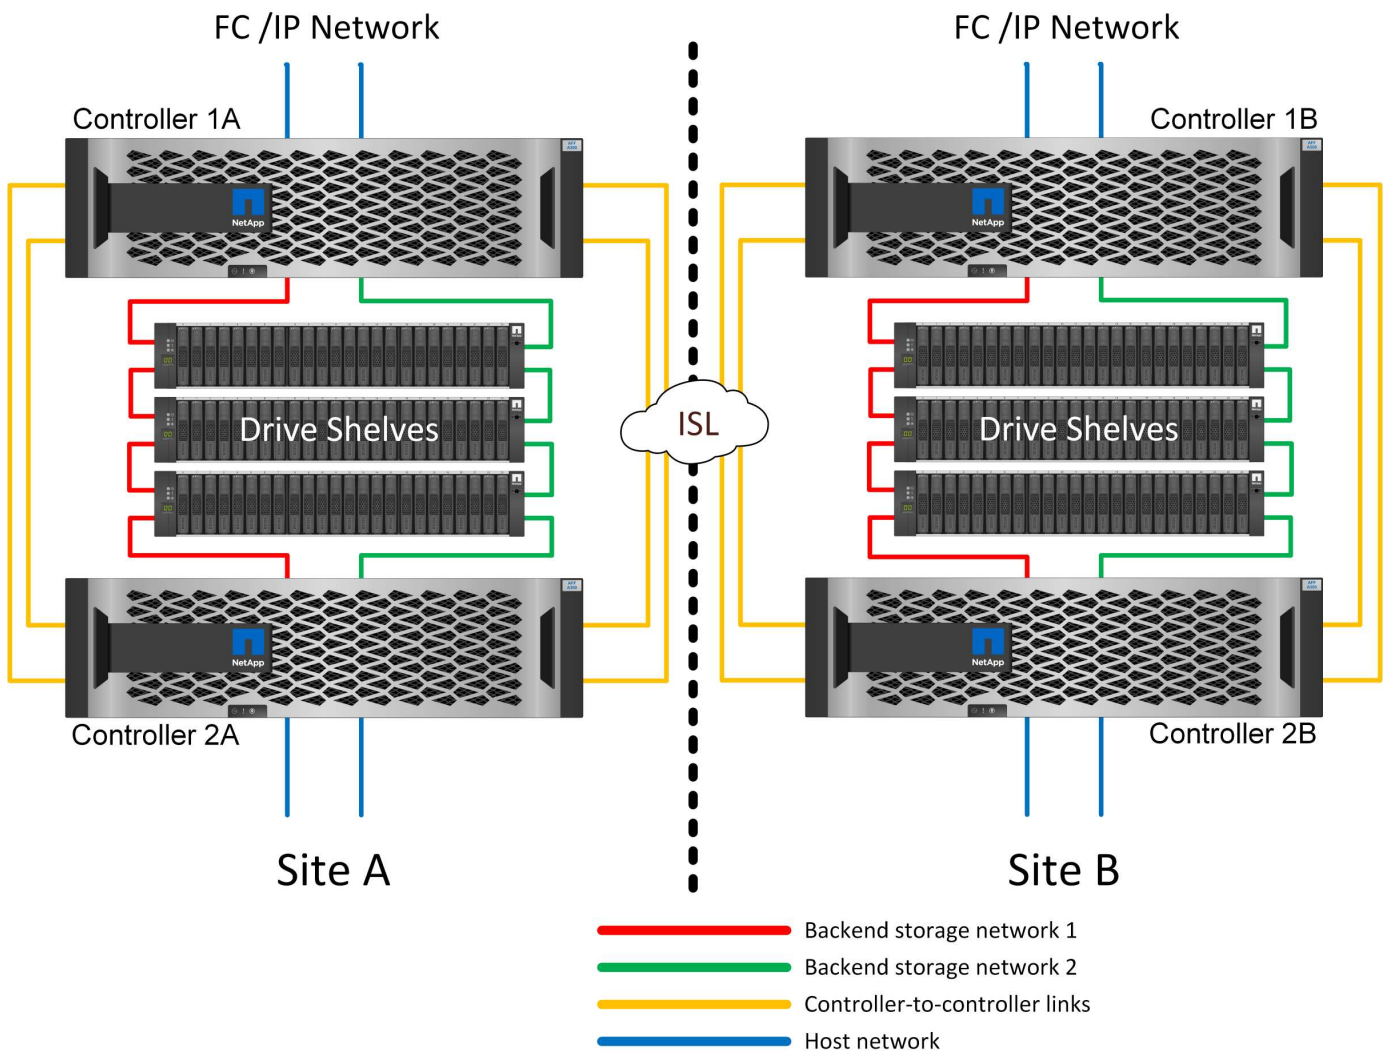 FC /IP Network
FC /IP Network
Controller 1A
Controller 1B
NetApp
NetApp
Drive Shelves
Drive Shelves
ISL
NetApp
NetApp
Controller 2A
Controller 2B
Site A
Site B
Backend storage network 1
Backend storage network 2
Controller-to-controller links
Host network